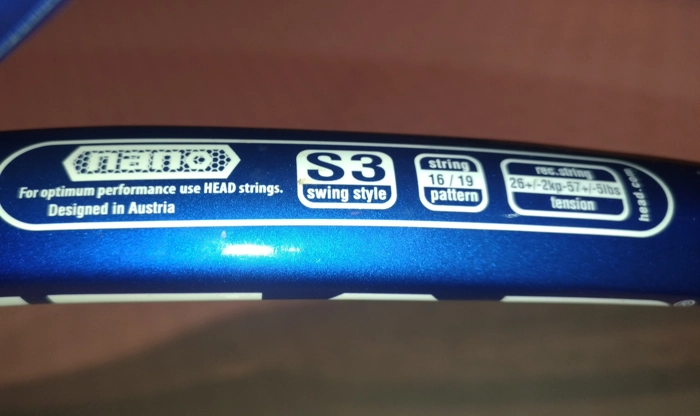 nano
For optimum performance use HEAD strings.
Designed in Austria
S3
swing style
string
16 / 19
pattern
rec.string
26+/-2kp-57+/-5lbs
tension
head.com